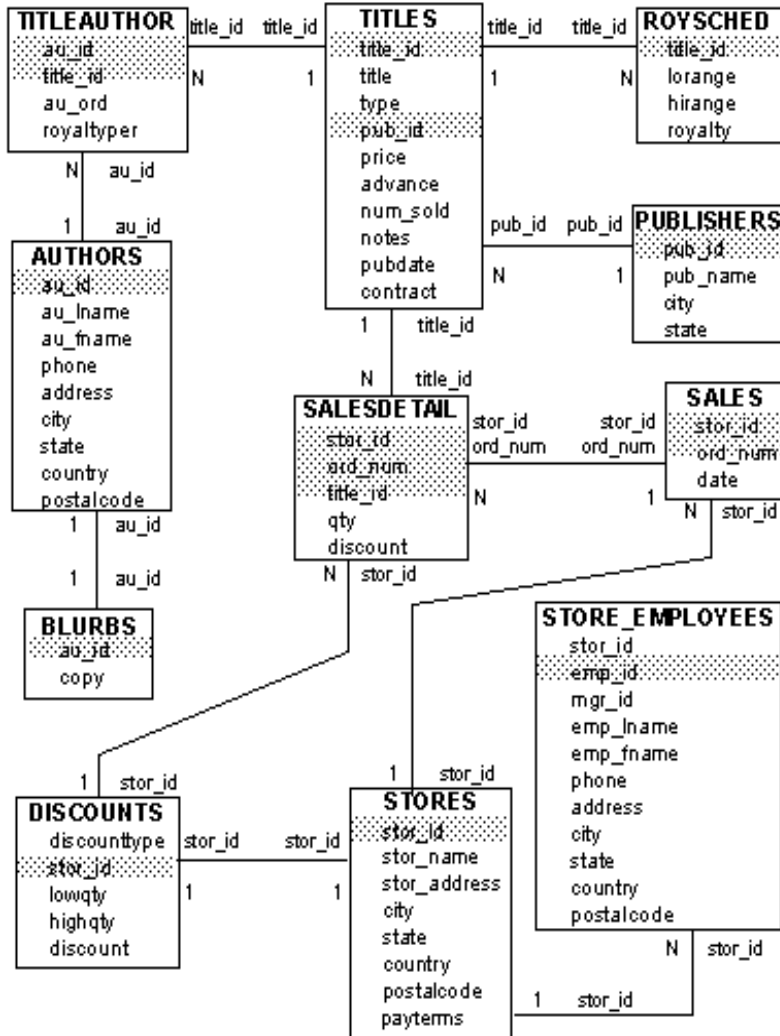 TITLEAUTHOR
au_id
title_id
au_ord
royaltyper
title_id title_id
N 1
TITLES
title_id
title
type
pub_id
price
advance
num_sold
notes
pubdate
contract
title_id title_id
1 N
ROYSCHED
title_id
lorange
hirange
royalty
N au_id
1 au_id
AUTHORS
au_id
au_lname
au_fname
phone
address
city
state
country
postalcode
pub_id pub_id
N 1
PUBLISHERS
pub_id
pub_name
city
state
1 title_id
N title_id
SALESDETAIL
stor_id
ord_num
title_id
qty
discount
stor_id stor_id
ord_num ord_num
N 1
SALES
stor_id
ord_num
date
N stor_id
1 au_id
1 au_id
BLURBS
au_id
copy
N stor_id
STORE_EMPLOYEES
stor_id
emp_id
mgr_id
emp_lname
emp_fname
phone
address
city
state
country
postalcode
1 stor_id
DISCOUNTS
discounttype
stor_id
lowqty
highqty
discount
stor_id stor_id
1 1
1 stor_id
STORES
stor_id
stor_name
stor_address
city
state
country
postalcode
payterms
N stor_id
1 stor_id